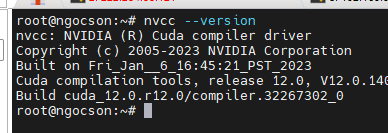 root@ngocson:~# nvcc --version
nvcc: NVIDIA (R) Cuda compiler driver
Copyright (c) 2005-2023 NVIDIA Corporation
Built on Fri_Jan__6_16:45:21_PST_2023
Cuda compilation tools, release 12.0, V12.0.140
Build cuda_12.0.r12.0/compiler.32267302_0
root@ngocson:~#